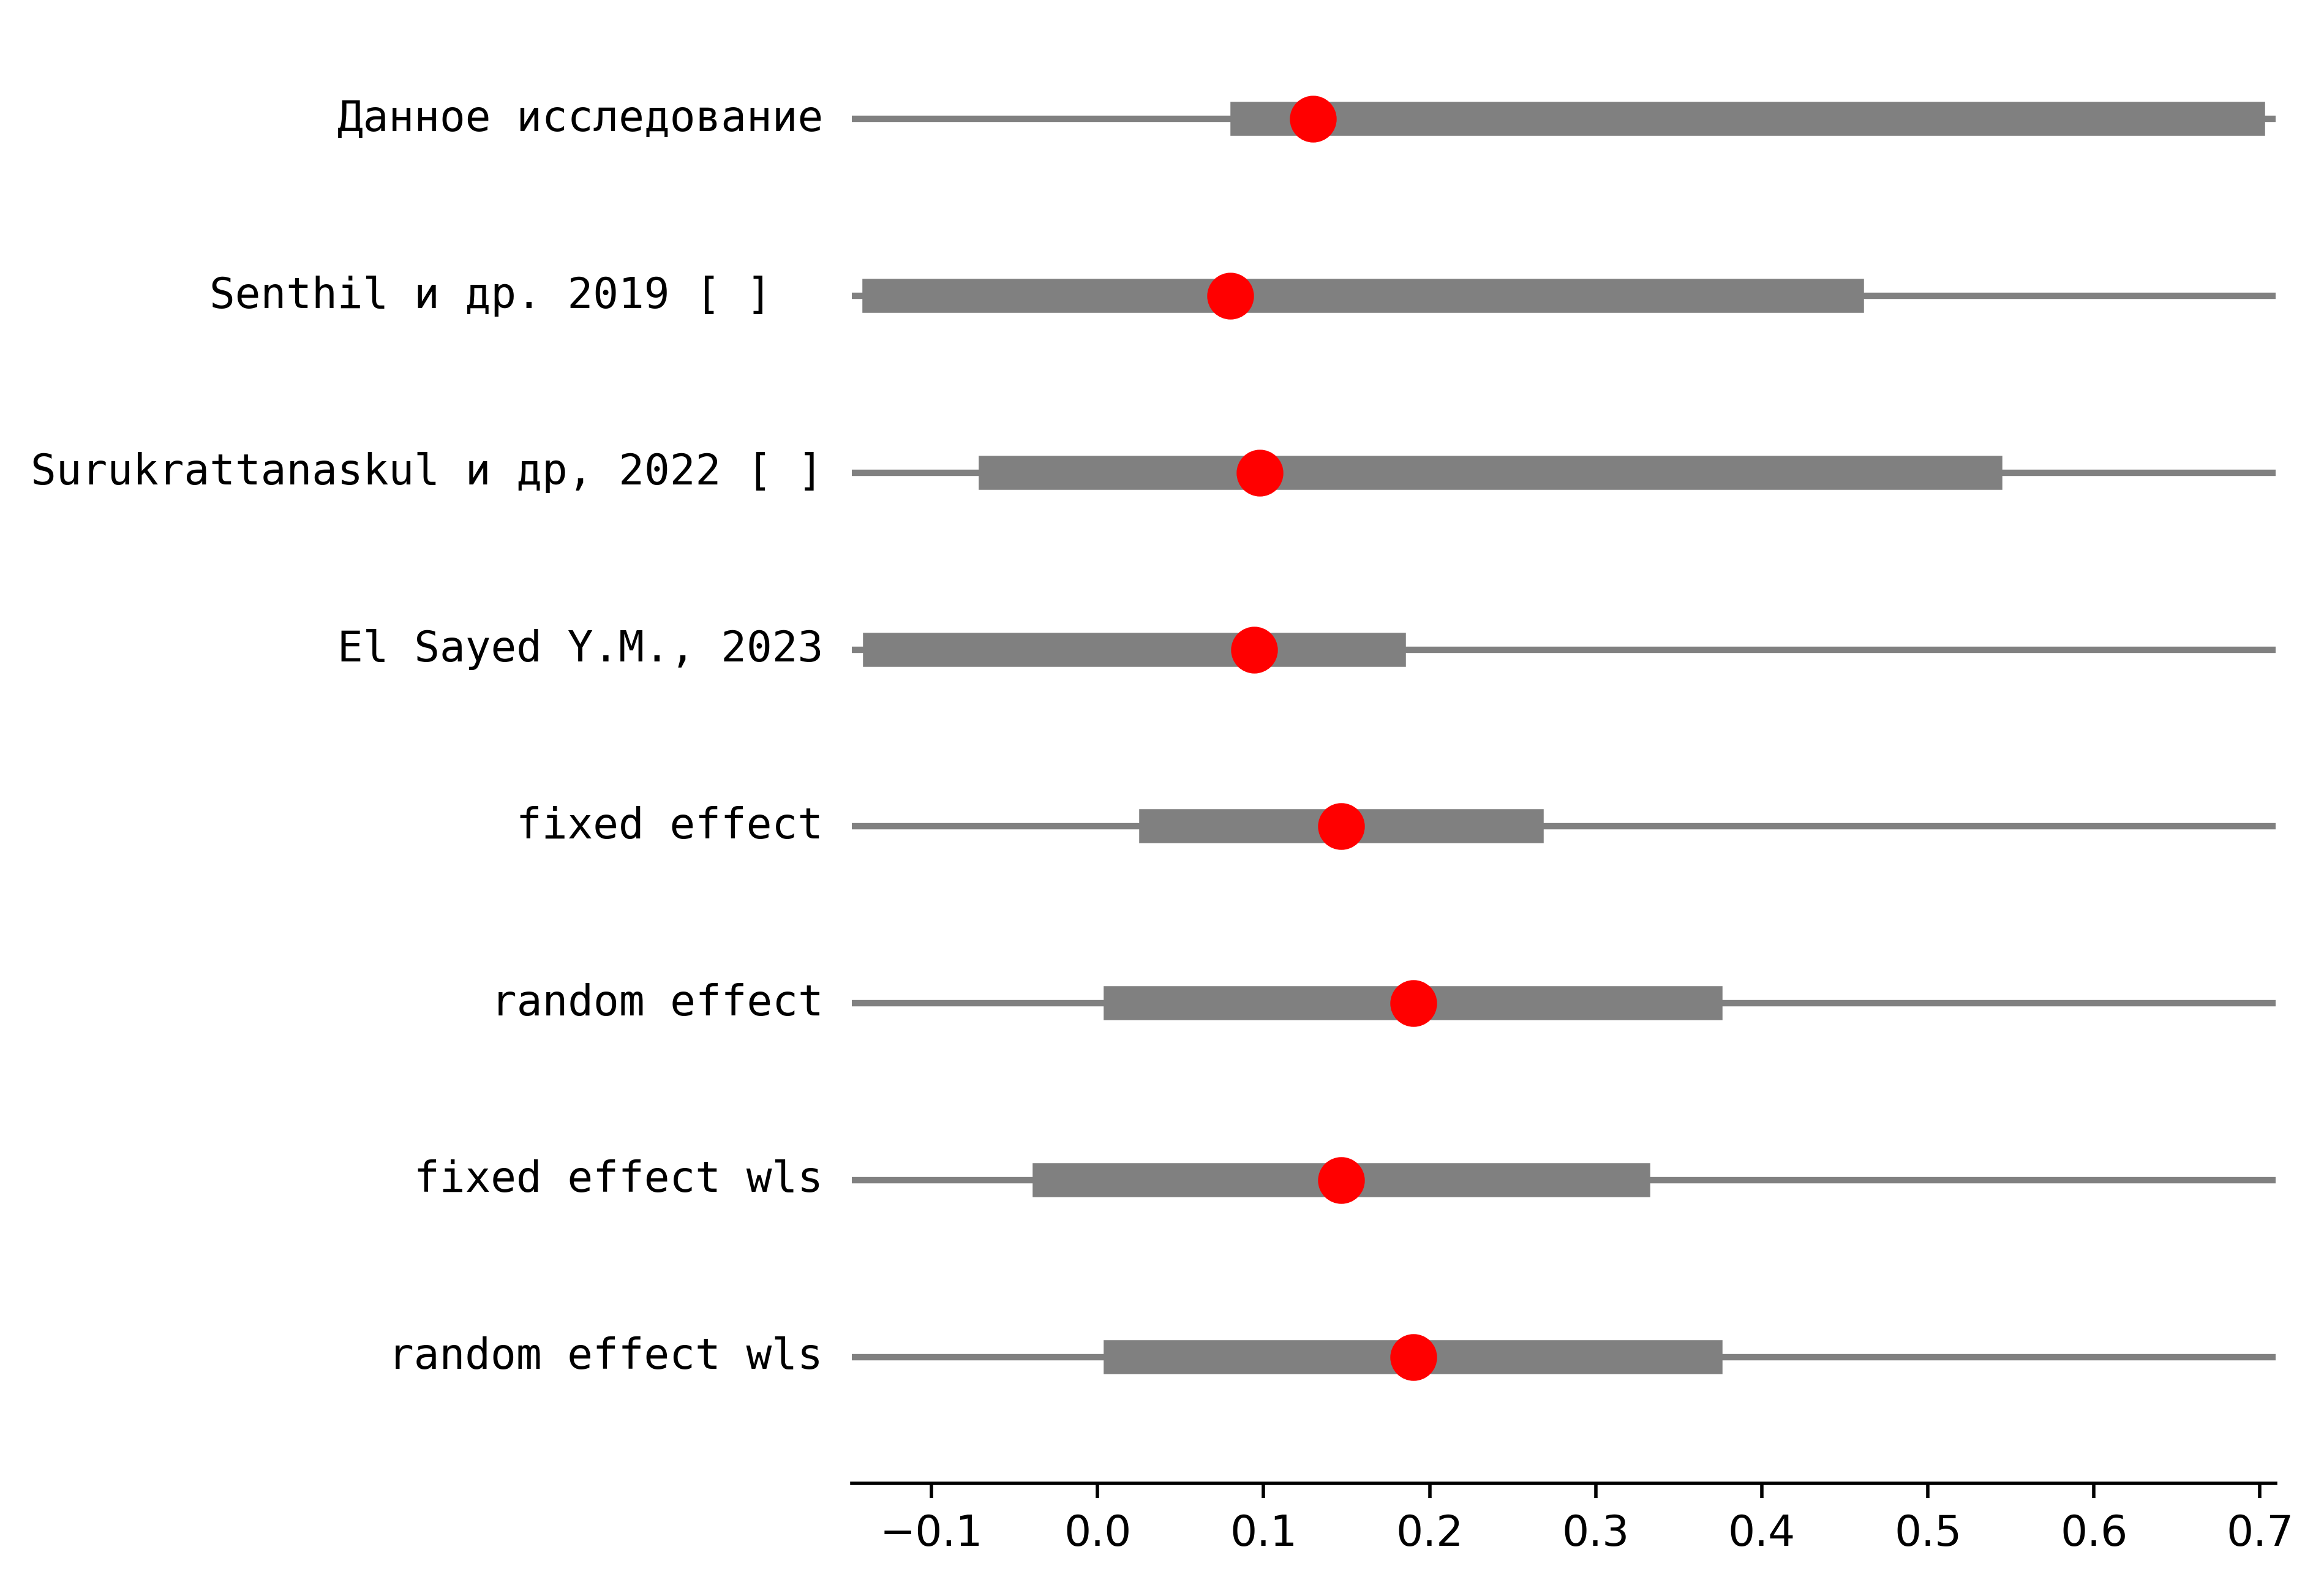 Данное исследование
Senthil и др. 2019 [ ]
Surukrattanaskul и др, 2022 [ ]
El Sayed Y.M., 2023
fixed effect
random effect
fixed effect wls
random effect wls
−0.1 0.0 0.1 0.2 0.3 0.4 0.5 0.6 0.7